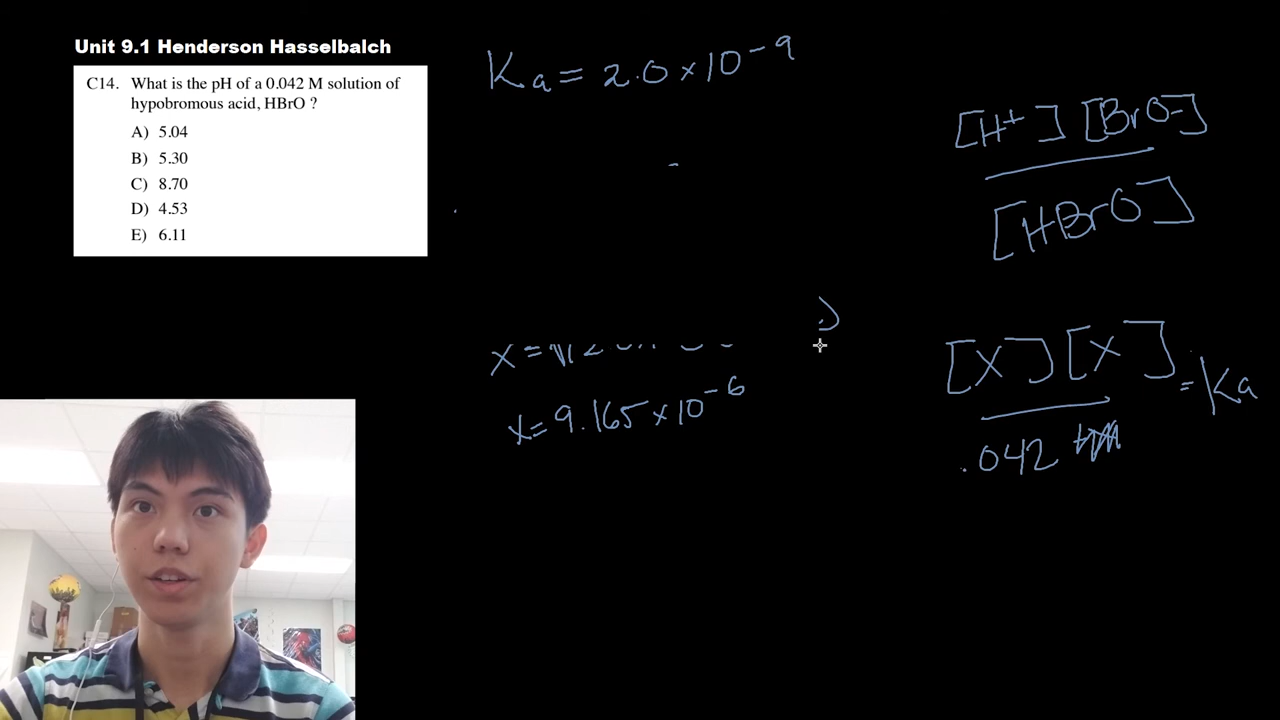 Unit 9.1 Henderson Hasselbalch
C14. What is the pH of a 0.042 M solution of
hypobromous acid, HBrO ?
A) 5.04
B) 5.30
C) 8.70
D) 4.53
E) 6.11
Ka = 2.0 × 10⁻⁹
[H⁺] [BrO⁻]
[HBrO]
x =
x = 9.165 × 10⁻⁶
[X] [X] = Ka
.042